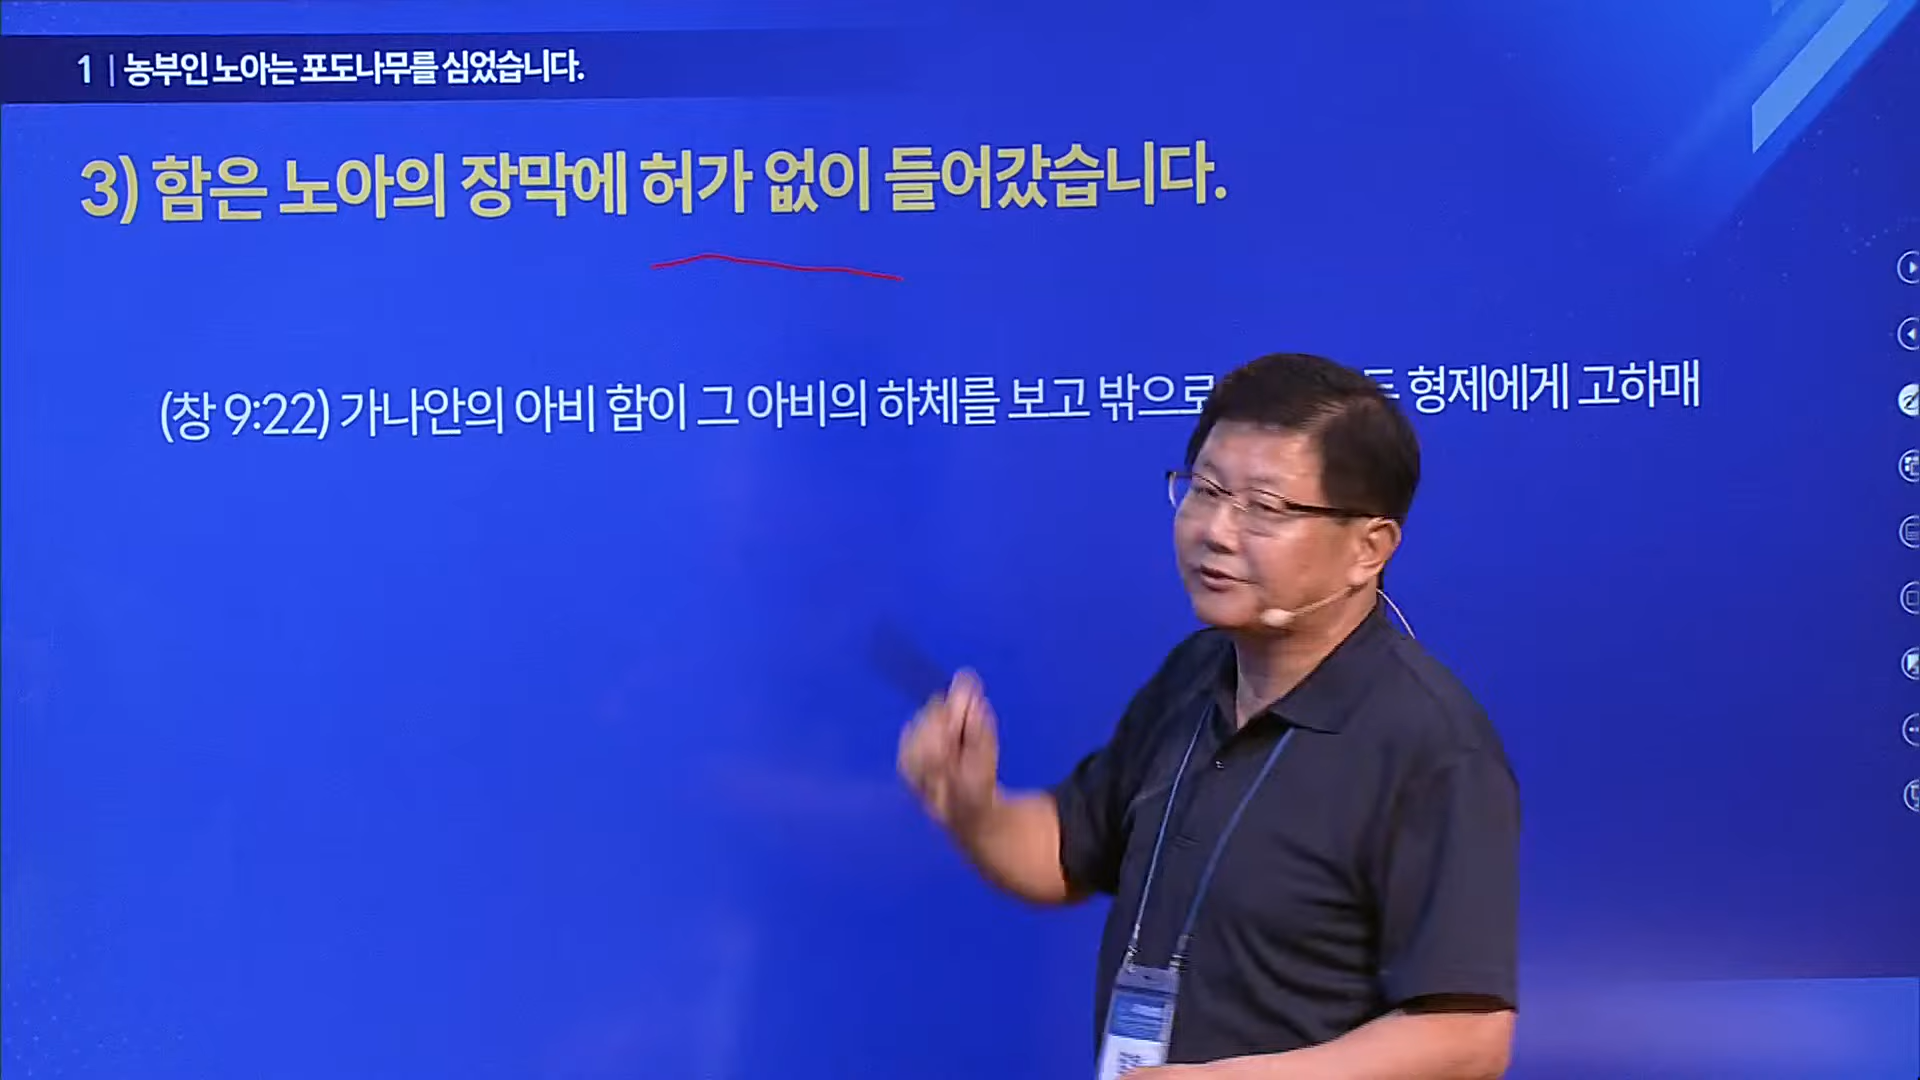 1 | 농부인 노아는 포도나무를 심었습니다.
3) 함은 노아의 장막에 허가 없이 들어갔습니다.
(창 9:22) 가나안의 아비 함이 그 아비의 하체를 보고 밖으로 형제에게 고하매